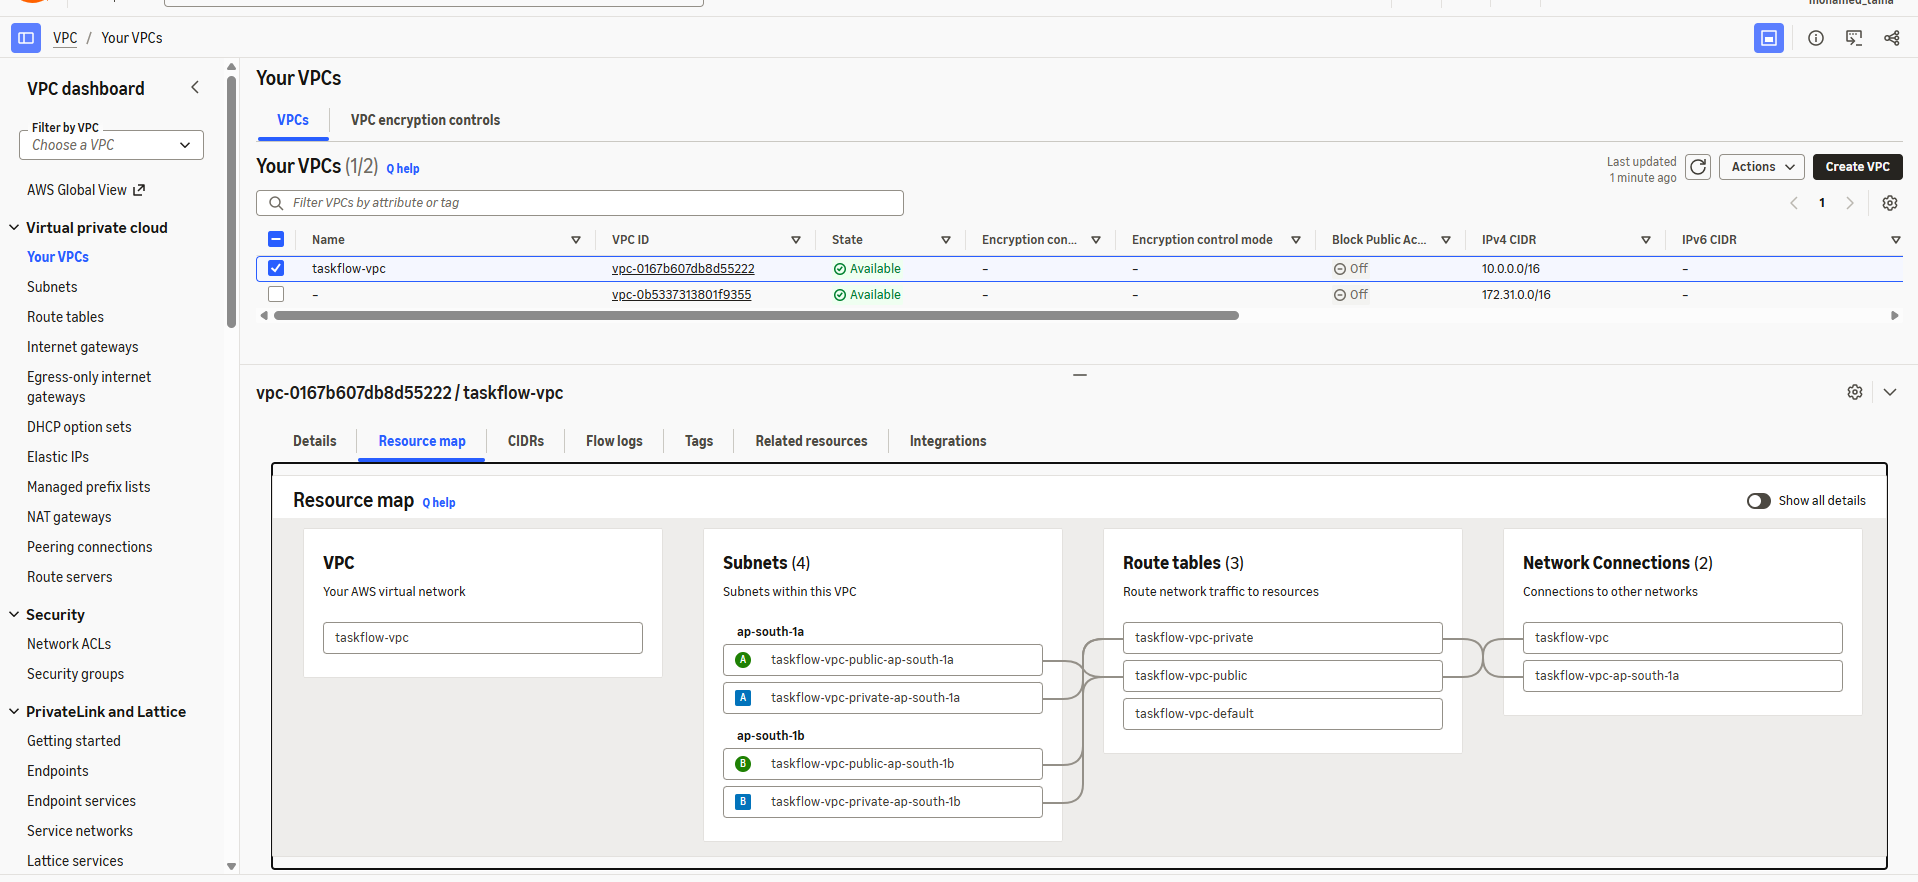 mohamed_taina
VPC / Your VPCs
VPC dashboard
Filter by VPC
Choose a VPC
AWS Global View
Virtual private cloud
Your VPCs
Subnets
Route tables
Internet gateways
Egress-only internet
gateways
DHCP option sets
Elastic IPs
Managed prefix lists
NAT gateways
Peering connections
Route servers
Security
Network ACLs
Security groups
PrivateLink and Lattice
Getting started
Endpoints
Endpoint services
Service networks
Lattice services
Your VPCs
VPCs VPC encryption controls
Your VPCs (1/2) Q help
Last updated
1 minute ago
Actions Create VPC
Filter VPCs by attribute or tag
1
Name VPC ID State Encryption con... Encryption control mode Block Public Ac... IPv4 CIDR IPv6 CIDR
taskflow-vpc vpc-0167b607db8d55222 Available – – Off 10.0.0.0/16 –
– vpc-0b5337313801f9355 Available – – Off 172.31.0.0/16 –
vpc-0167b607db8d55222 / taskflow-vpc
Details Resource map CIDRs Flow logs Tags Related resources Integrations
Resource map Q help
Show all details
VPC
Your AWS virtual network
taskflow-vpc
Subnets (4)
Subnets within this VPC
ap-south-1a
A taskflow-vpc-public-ap-south-1a
A taskflow-vpc-private-ap-south-1a
ap-south-1b
B taskflow-vpc-public-ap-south-1b
B taskflow-vpc-private-ap-south-1b
Route tables (3)
Route network traffic to resources
taskflow-vpc-private
taskflow-vpc-public
taskflow-vpc-default
Network Connections (2)
Connections to other networks
taskflow-vpc
taskflow-vpc-ap-south-1a